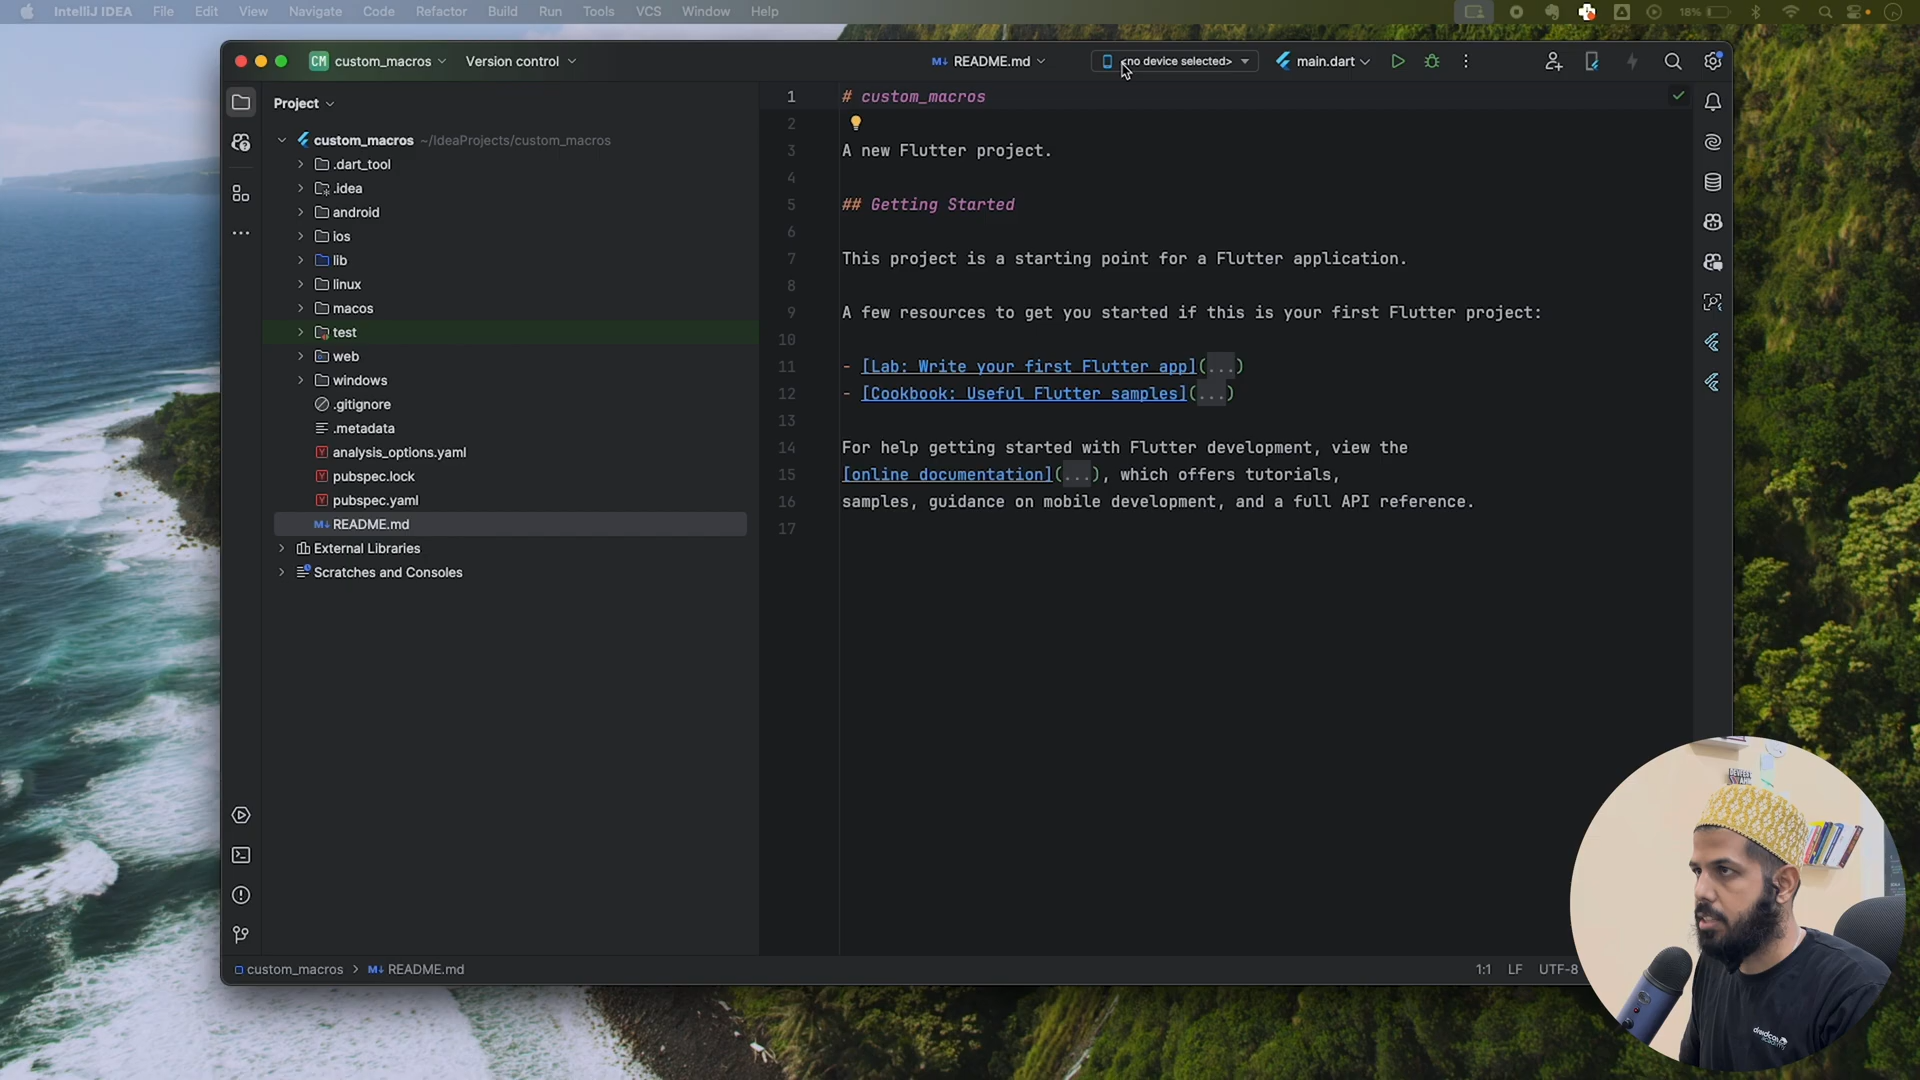 IntelliJ IDEA File Edit View Navigate Code Refactor Build Run Tools VCS Window Help 18%
CM custom_macros Version control README.md <no device selected> main.dart
Project
custom_macros ~/IdeaProjects/custom_macros
.dart_tool
.idea
android
ios
lib
linux
macos
test
web
windows
.gitignore
.metadata
analysis_options.yaml
pubspec.lock
pubspec.yaml
README.md
External Libraries
Scratches and Consoles
1 # custom_macros
2
3 A new Flutter project.
4
5 ## Getting Started
6
7 This project is a starting point for a Flutter application.
8
9 A few resources to get you started if this is your first Flutter project:
10
11 - [Lab: Write your first Flutter app](...)
12 - [Cookbook: Useful Flutter samples](...)
13
14 For help getting started with Flutter development, view the
15 [online documentation](...), which offers tutorials,
16 samples, guidance on mobile development, and a full API reference.
17
custom_macros > README.md 1:1 LF UTF-8